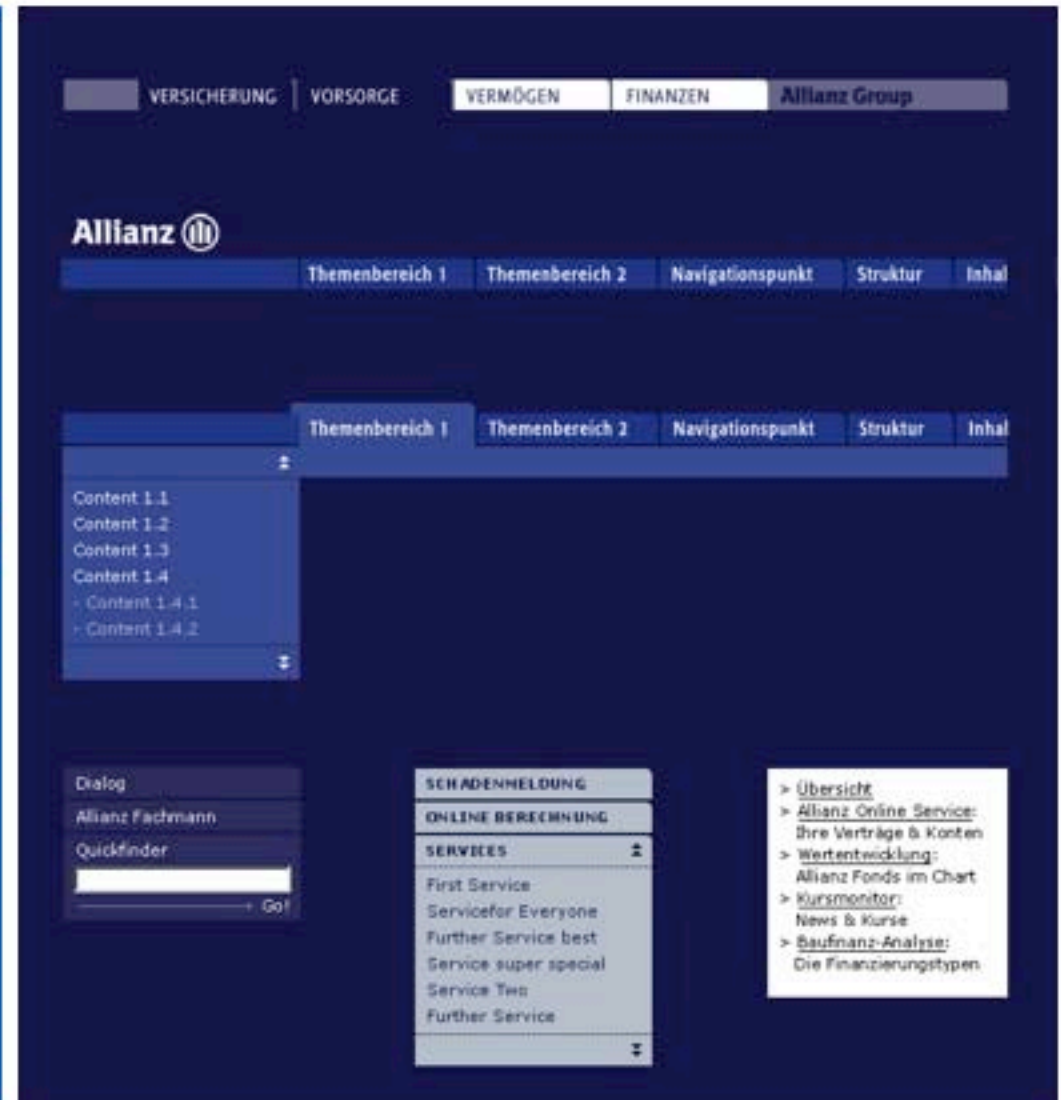 VERSICHERUNG VORSORGE VERMÖGEN FINANZEN Allianz Group
Allianz
Themenbereich 1 Themenbereich 2 Navigationspunkt Struktur Inhal
Themenbereich 1 Themenbereich 2 Navigationspunkt Struktur Inhal
Content 1.1
Content 1.2
Content 1.3
Content 1.4
- Content 1.4.1
- Content 1.4.2
Dialog
Allianz Fachmann
Quickfinder
Go!
SCHADENMELDUNG
ONLINE BERECHNUNG
SERVICES
First Service
Servicefor Everyone
Further Service best
Service super special
Service Two
Further Service
> Übersicht
> Allianz Online Service:
Ihre Verträge & Konten
> Wertentwicklung:
Allianz Fonds im Chart
> Kursmonitor:
News & Kurse
> Baufinanz-Analyse:
Die Finanzierungstypen